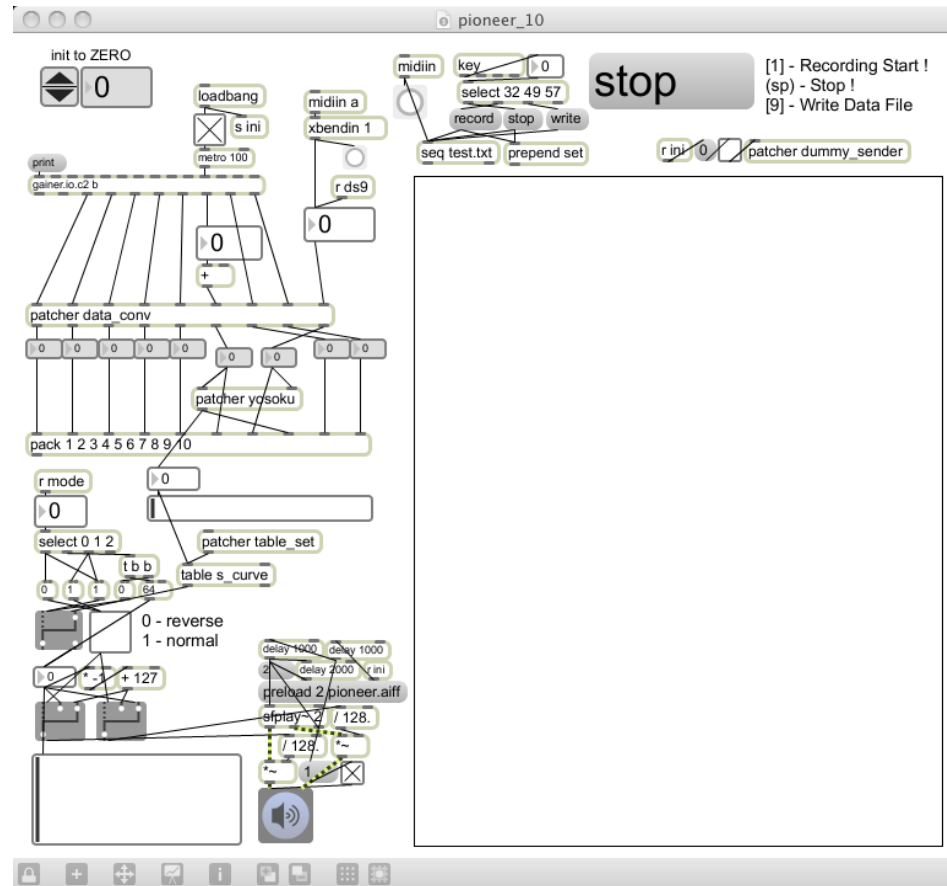 pioneer_10
init to ZERO
0
loadbang
s ini
metro 100
print
gainer.io.c2 b
midiin a
xbendin 1
r ds9
0
0
+
midiin
key
0
select 32 49 57
record
stop
write
seq test.txt
prepend set
stop
[1] - Recording Start !
(sp) - Stop !
[9] - Write Data File
r ini
0
patcher dummy_sender
patcher data_conv
0
0
0
0
0
0
0
0
0
patcher yosoku
pack 1 2 3 4 5 6 7 8 9 10
r mode
0
0
select 0 1 2
patcher table_set
t b b
table s_curve
0
1
1
0
64
0 - reverse
1 - normal
0
* -1
+ 127
delay 1000
delay 1000
2
delay 2000
r ini
preload 2 pioneer.aiff
sfplay~ 2
/ 128.
/ 128.
*~
*~
1